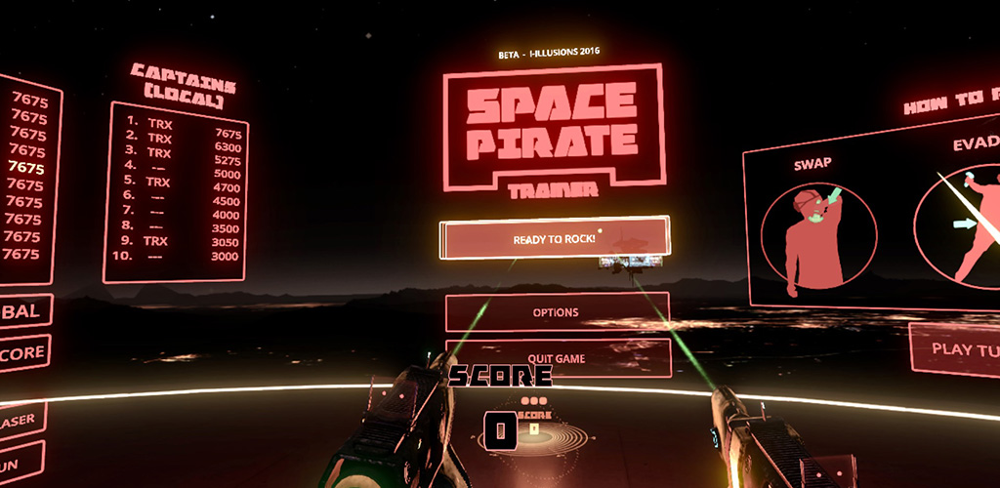 7675
7675
7675
7675
7675
7675
7675
7675
7675
7675
BAL
CORE
ASER
UN
CAPTAINS
(LOCAL)
1. TRX 7675
2. TRX 6300
3. TRX 5275
4. --- 5000
5. TRX 4700
6. --- 4500
7. --- 4000
8. --- 3500
9. TRX 3050
10. --- 3000
BETA - I-ILLUSIONS 2016
SPACE
PIRATE
TRAINER
READY TO ROCK!
OPTIONS
QUIT GAME
SCORE
0
SCORE
0
HOW TO P
SWAP
EVAD
PLAY TU